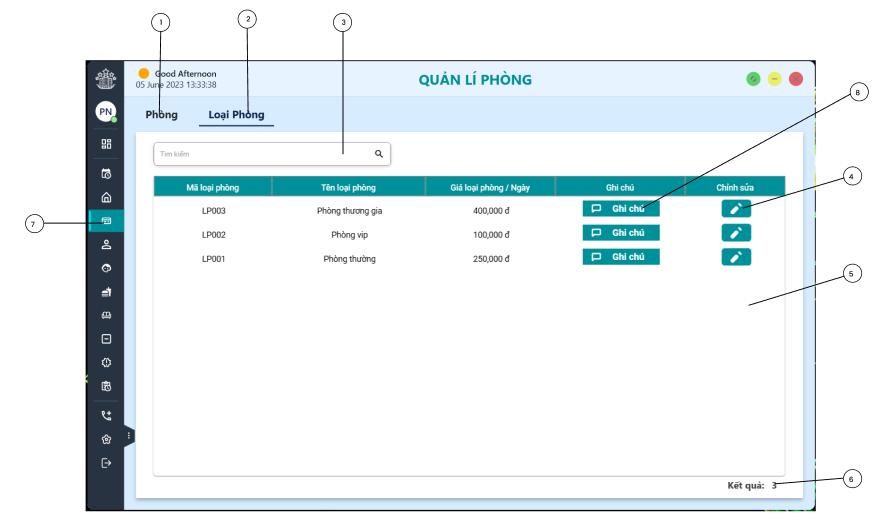 1
2
3
Good Afternoon
05 June 2023 13:33:38
QUẢN LÍ PHÒNG
8
PN
Phòng
Loại Phòng
Tìm kiếm
4
Mã loại phòng Tên loại phòng Giá loại phòng / Ngày Ghi chú Chỉnh sửa
LP003 Phòng thương gia 400,000 đ Ghi chú
7
LP002 Phòng vip 100,000 đ Ghi chú
LP001 Phòng thường 250,000 đ Ghi chú
5
Kết quả: 3
6